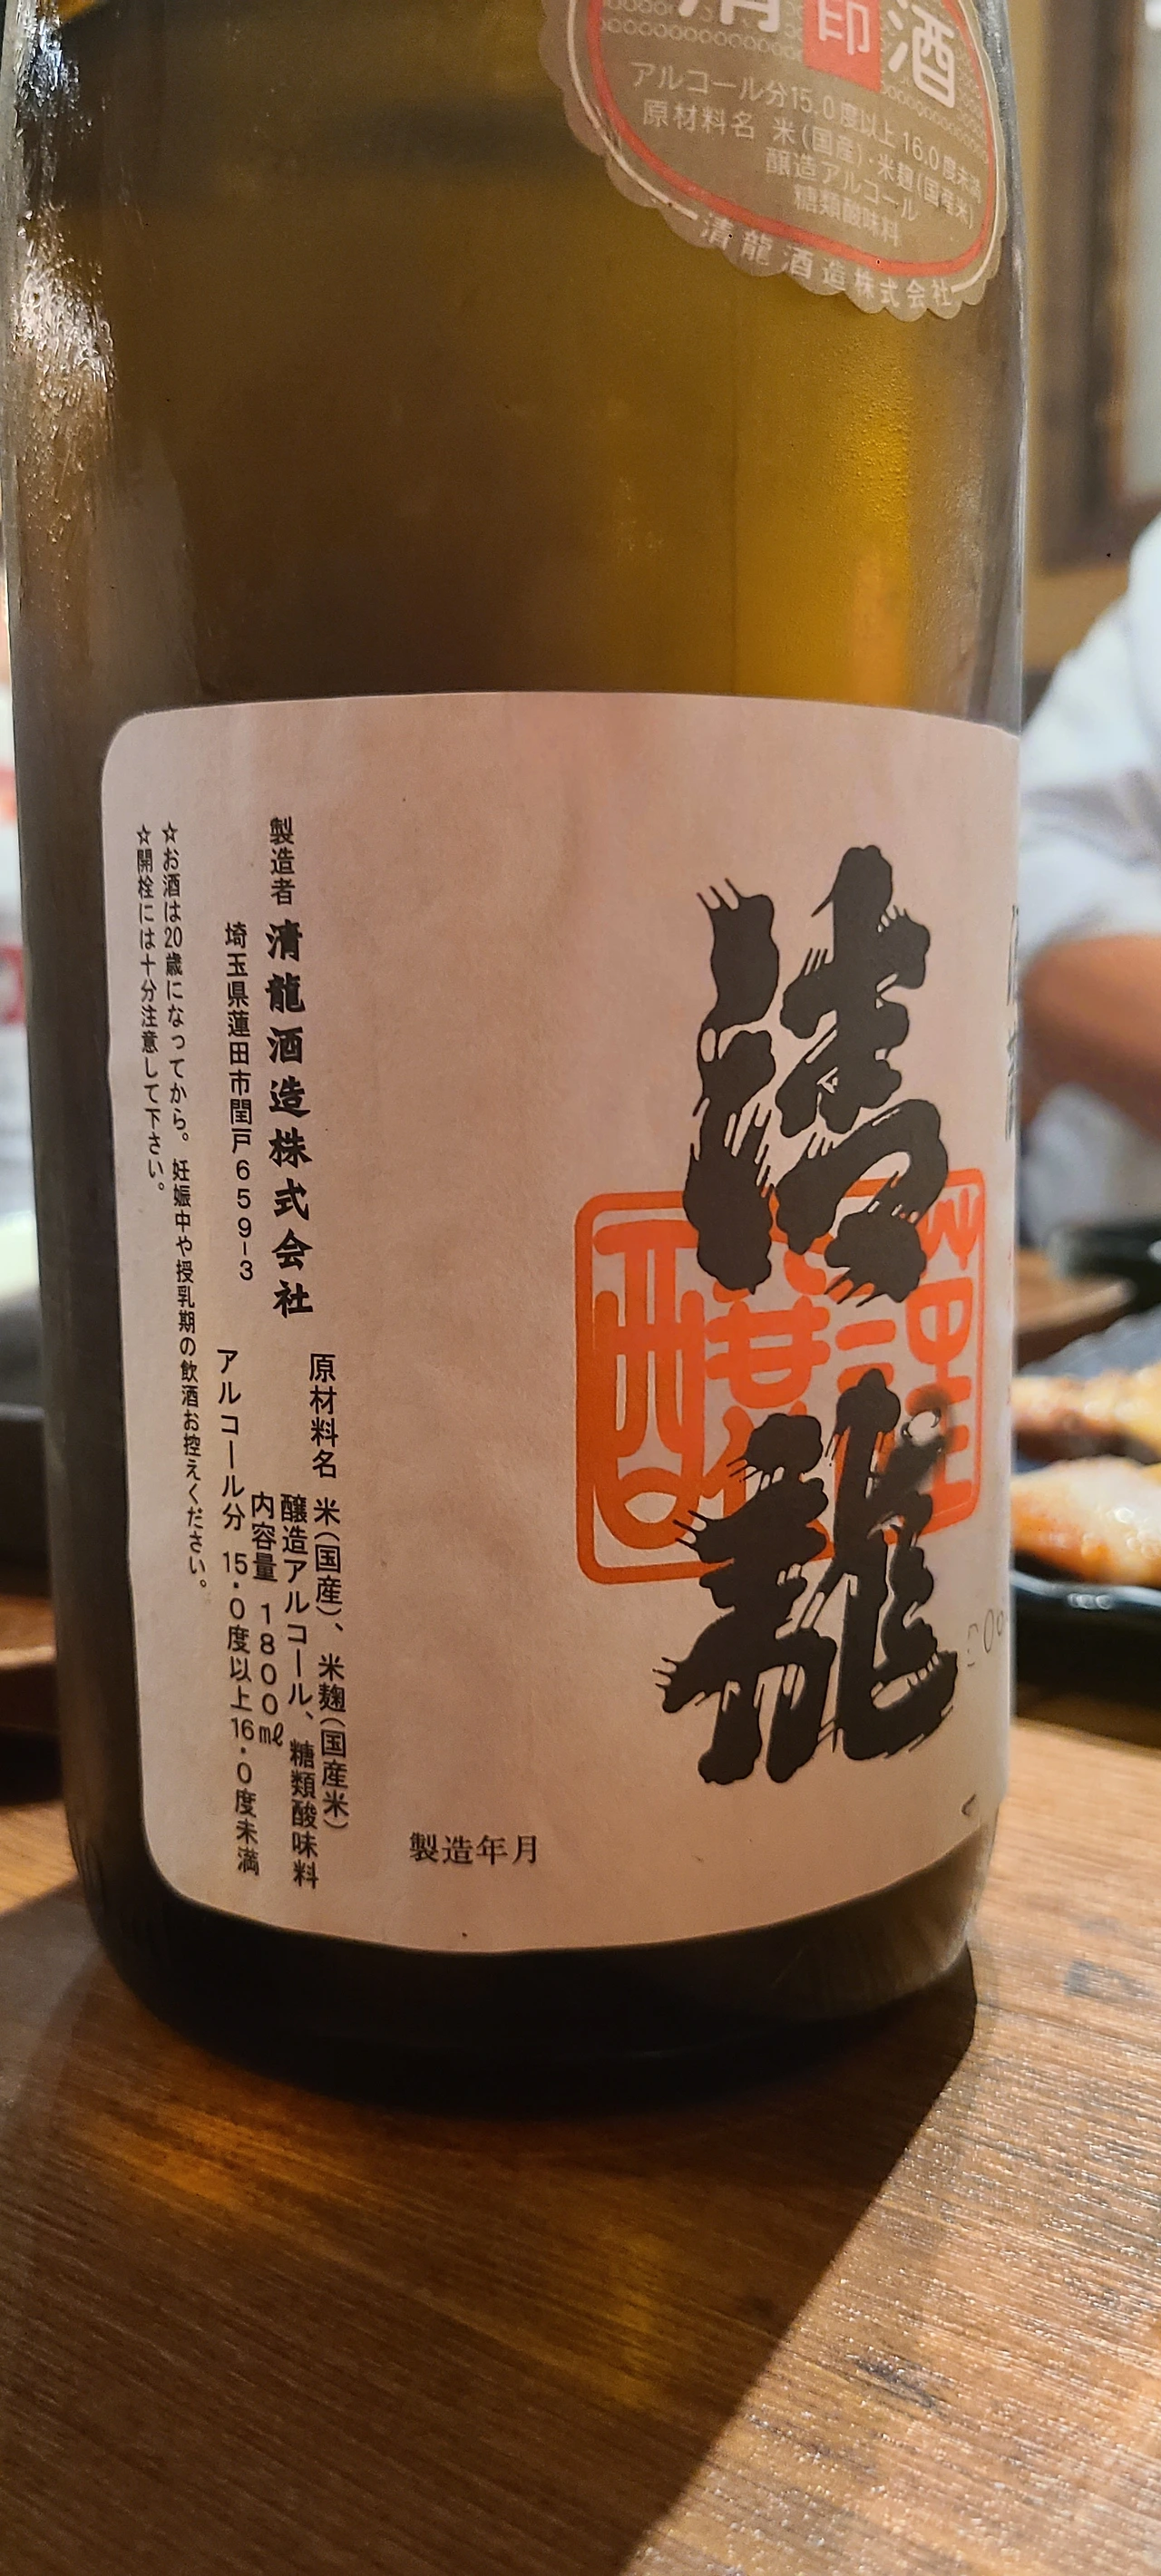 清印酒
アルコール分15.0度以上16.0度未満
原材料名 米(国産)・米麹(国産米)
醸造アルコール
糖類酸味料
清龍酒造株式会社
清龍
原材料名 米(国産)、米麹(国産米)
醸造アルコール、糖類酸味料
内容量 1800㎖
アルコール分 15・0度以上16・0度未満
製造者 清龍酒造株式会社
埼玉県蓮田市閏戸659-3
☆お酒は20歳になってから。妊娠中や授乳期の飲酒お控えください。
☆開栓には十分注意して下さい。
製造年月